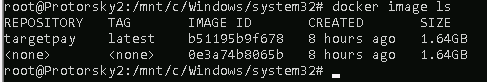 root@Protorsky2:/mnt/c/Windows/system32# docker image ls
REPOSITORY   TAG       IMAGE ID       CREATED       SIZE
targetpay    latest    b51195b9f678   8 hours ago   1.64GB
<none>       <none>    0e3a74b8065b   8 hours ago   1.64GB
root@Protorsky2:/mnt/c/Windows/system32#